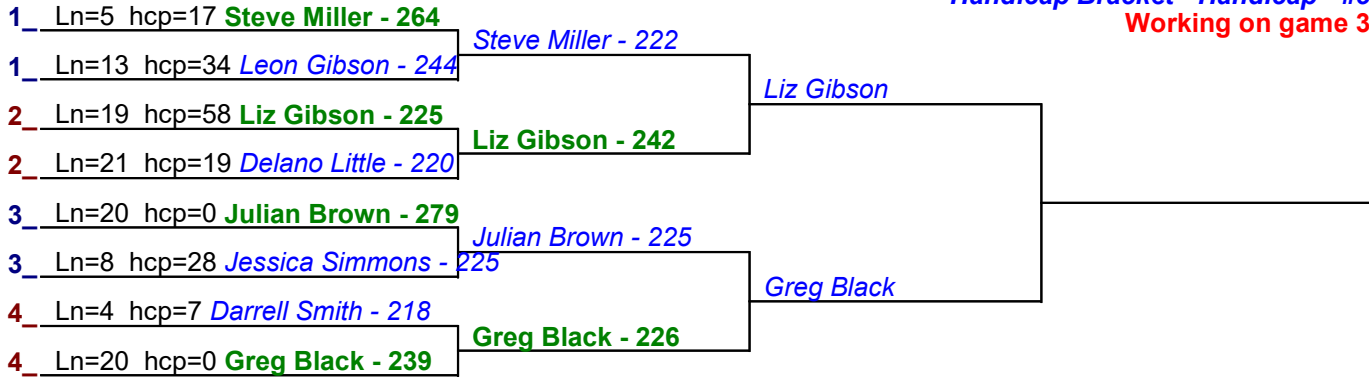 Handicap Bracket - Handicap - #
Working on game 3
1_ Ln=5 hcp=17 Steve Miller - 264
Steve Miller - 222
1_ Ln=13 hcp=34 Leon Gibson - 244
Liz Gibson
2_ Ln=19 hcp=58 Liz Gibson - 225
Liz Gibson - 242
2_ Ln=21 hcp=19 Delano Little - 220
3_ Ln=20 hcp=0 Julian Brown - 279
Julian Brown - 225
3_ Ln=8 hcp=28 Jessica Simmons - 225
Greg Black
4_ Ln=4 hcp=7 Darrell Smith - 218
Greg Black - 226
4_ Ln=20 hcp=0 Greg Black - 239